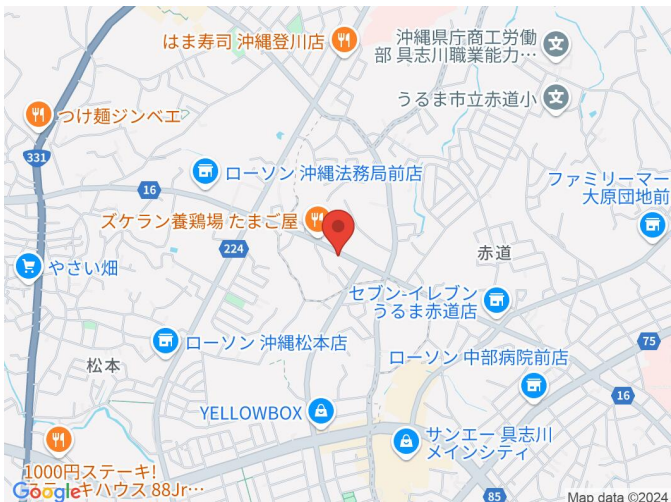 はま寿司 沖縄登川店
沖縄県庁商工労働
部 具志川職業能力…
うるま市立赤道小
つけ麺ジンベエ
331
ローソン 沖縄法務局前店
16
ファミリーマー
大原団地前
ズケラン養鶏場 たまご屋
224
赤道
やさい畑
セブン-イレブン
うるま赤道店
ローソン 沖縄松本店
75
松本
ローソン 中部病院前店
16
YELLOWBOX
サンエー 具志川
メインシティ
1000円ステーキ!
ステーキハウス 88Jr…
85
Google
Map data ©2024